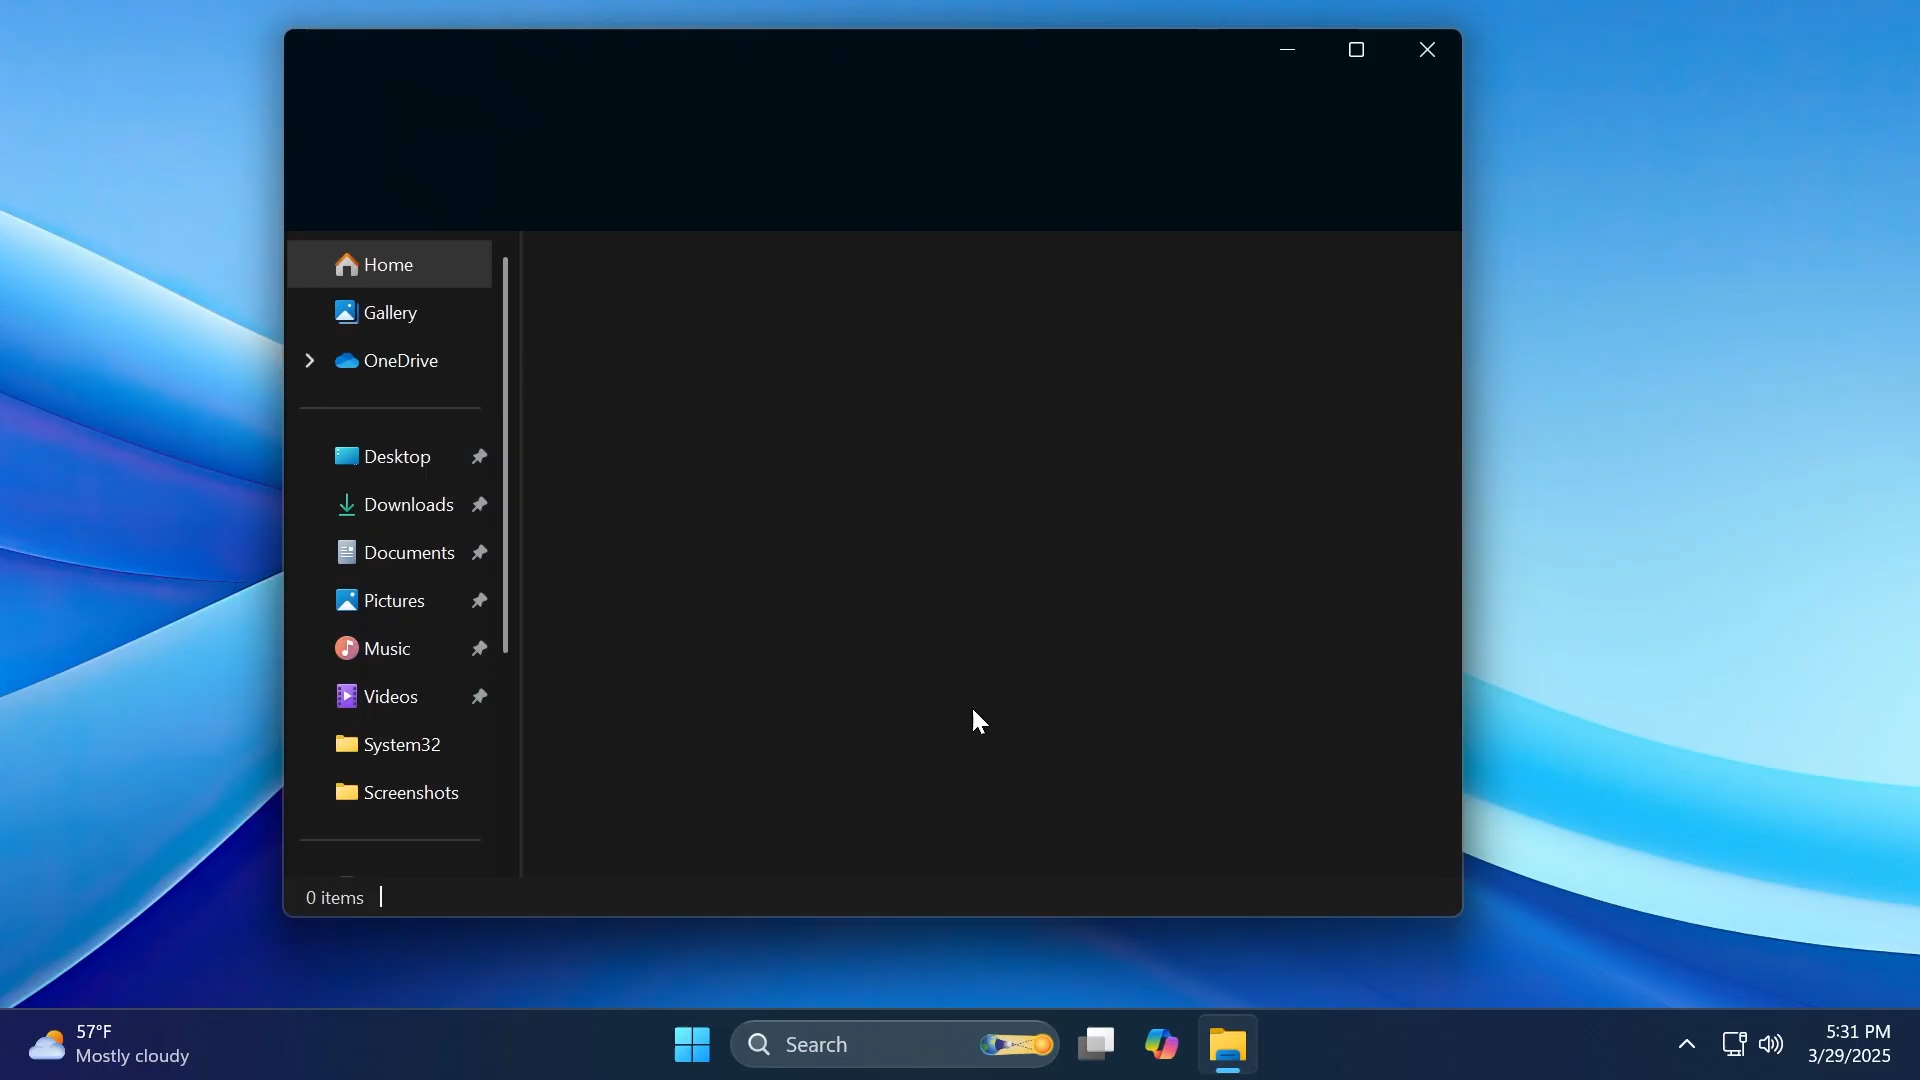 Home
Gallery
OneDrive
Desktop
Downloads
Documents
Pictures
Music
Videos
System32
Screenshots
0 items
57°F
Mostly cloudy
Search
5:31 PM
3/29/2025